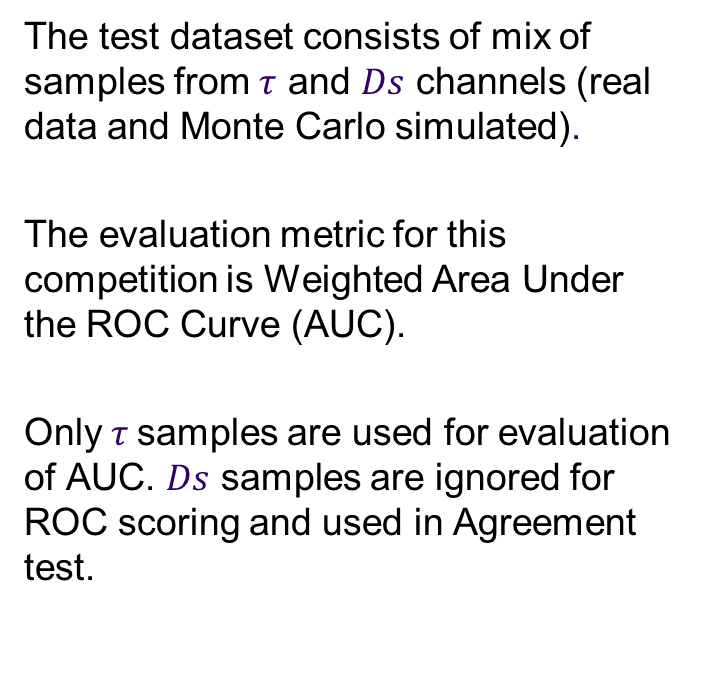 The test dataset consists of mix of
samples from τ and Ds channels (real
data and Monte Carlo simulated).
The evaluation metric for this
competition is Weighted Area Under
the ROC Curve (AUC).
Only τ samples are used for evaluation
of AUC. Ds samples are ignored for
ROC scoring and used in Agreement
test.